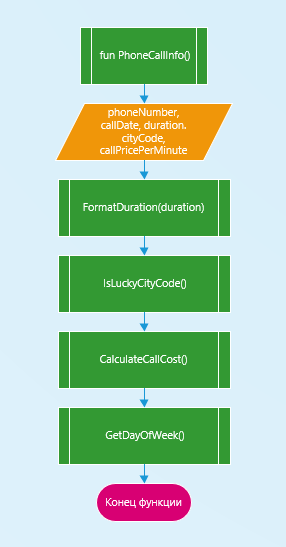 fun PhoneCallInfo()
phoneNumber,
callDate, duration.
cityCode,
callPricePerMinute
FormatDuration(duration)
IsLuckyCityCode()
CalculateCallCost()
GetDayOfWeek()
Конец функции